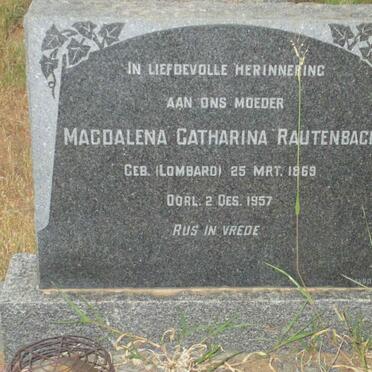 IN LIEFDEVOLLE HERINNERING
AAN ONS MOEDER
MAGDALENA CATHARINA RAUTENBACH
GEB. (LOMBARD) 25 MRT. 1869
OORL. 2 DES. 1957
RUS IN VREDE